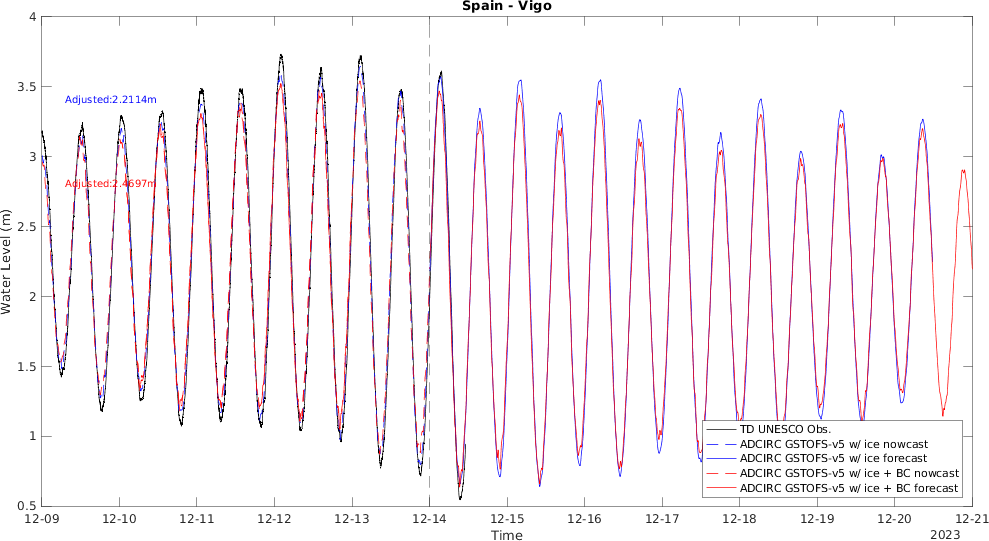 Spain - Vigo
Water Level (m)
4
3.5
3
2.5
2
1.5
1
0.5
Adjusted:2.2114m
Adjusted:2.4697m
TD UNESCO Obs.
ADCIRC GSTOFS-v5 w/ ice nowcast
ADCIRC GSTOFS-v5 w/ ice forecast
ADCIRC GSTOFS-v5 w/ ice + BC nowcast
ADCIRC GSTOFS-v5 w/ ice + BC forecast
12-09 12-10 12-11 12-12 12-13 12-14 12-15 12-16 12-17 12-18 12-19 12-20 12-21
Time
2023